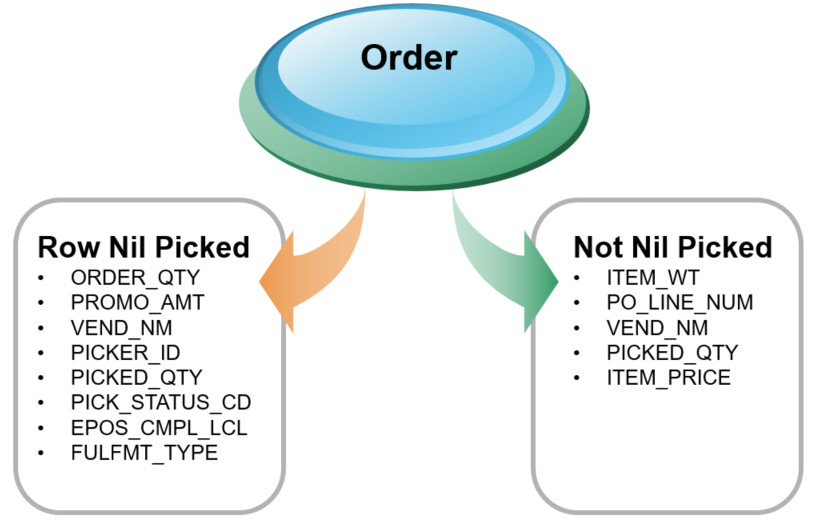 Order
Row Nil Picked
• ORDER_QTY
• PROMO_AMT
• VEND_NM
• PICKER_ID
• PICKED_QTY
• PICK_STATUS_CD
• EPOS_CMPL_LCL
• FULFMT_TYPE
Not Nil Picked
• ITEM_WT
• PO_LINE_NUM
• VEND_NM
• PICKED_QTY
• ITEM_PRICE